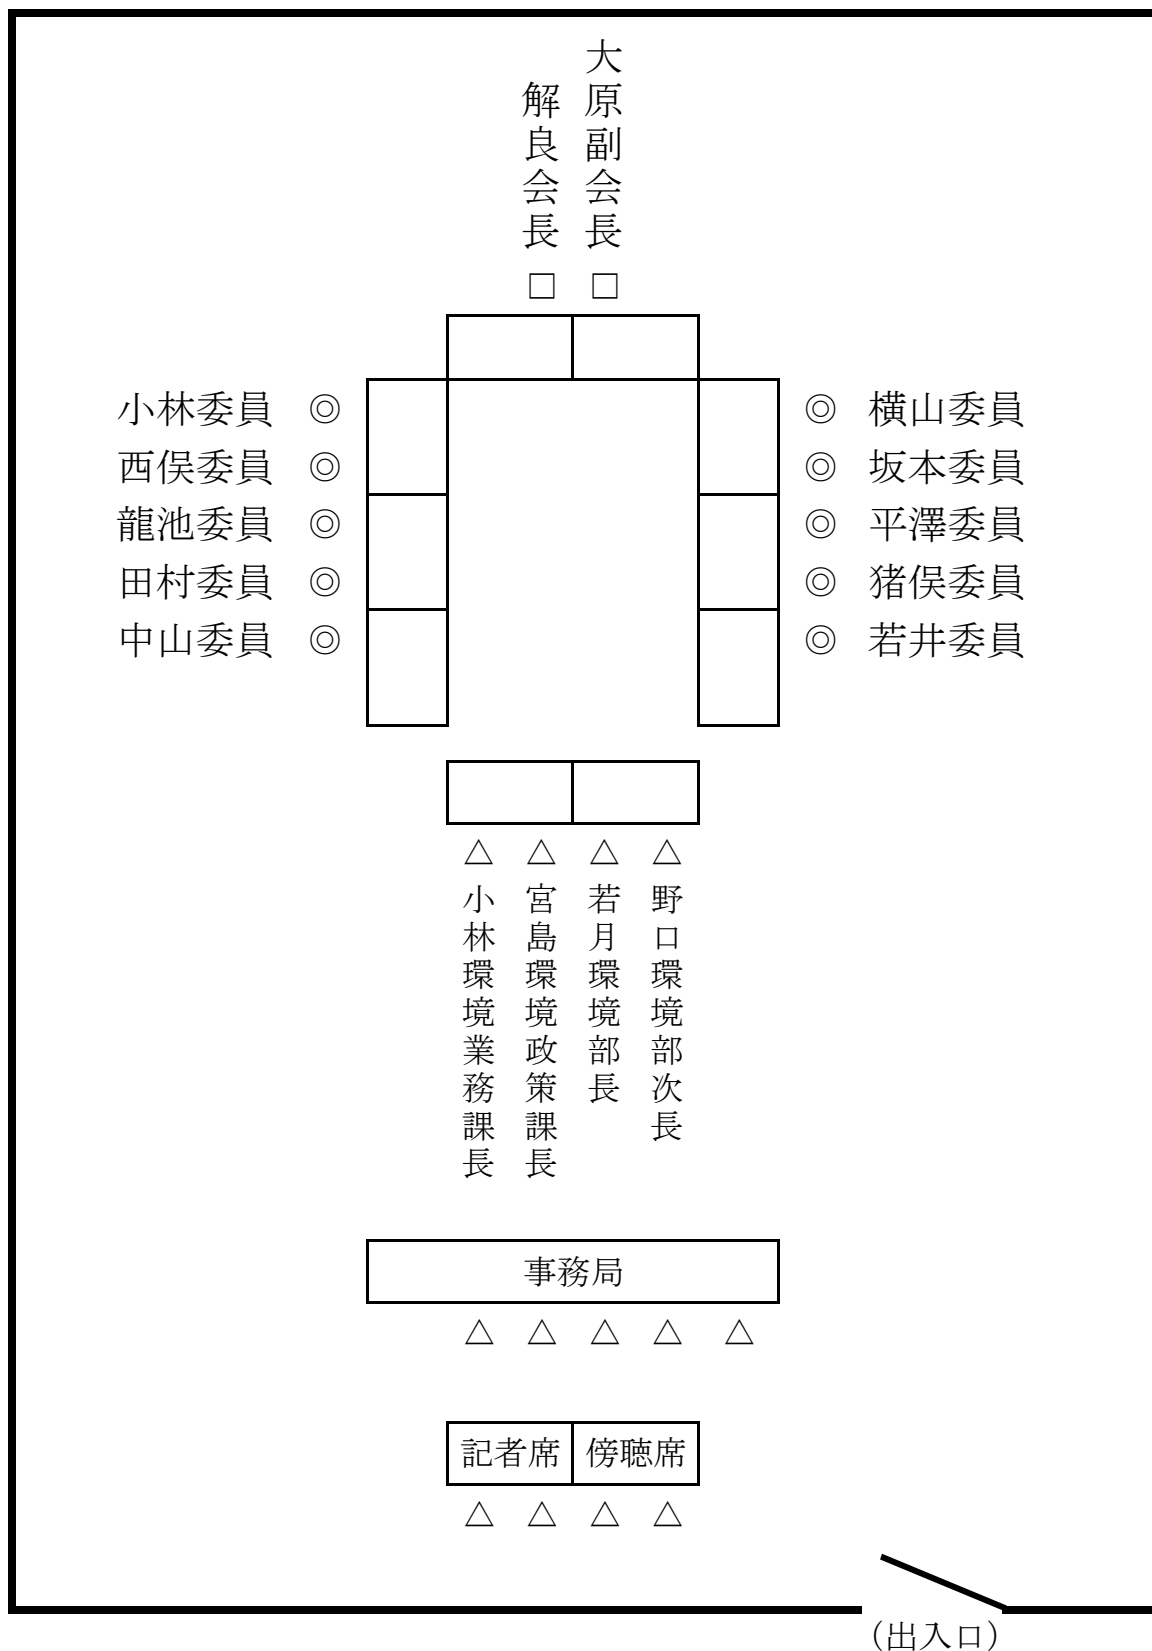 大原副会長
解良会長
□ □
小林委員 ◎
西俣委員 ◎
龍池委員 ◎
田村委員 ◎
中山委員 ◎
◎ 横山委員
◎ 坂本委員
◎ 平澤委員
◎ 猪俣委員
◎ 若井委員
△ △ △ △
野口環境部次長
若月環境部長
宮島環境政策課長
小林環境業務課長
事務局
△ △ △ △ △
記者席 傍聴席
△ △ △ △
（出入口）